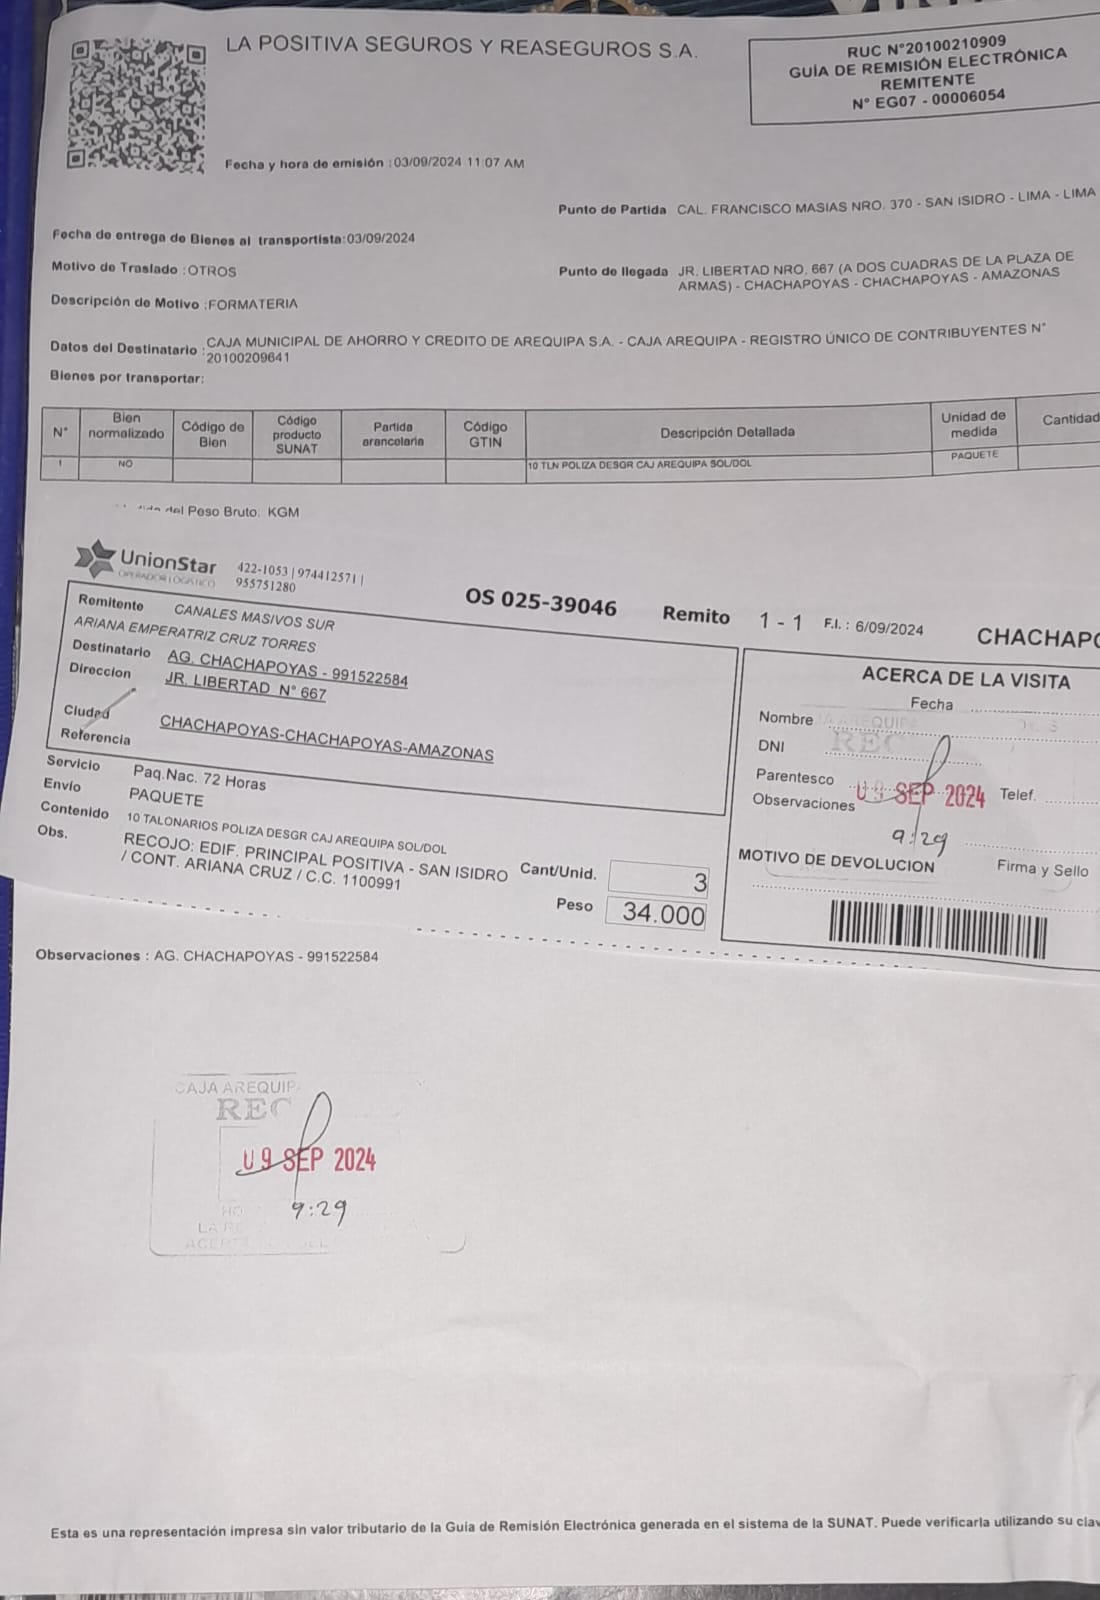 LA POSITIVA SEGUROS Y REASEGUROS S.A.
RUC N°20100210909
GUÍA DE REMISIÓN ELECTRÓNICA
REMITENTE
N° EG07 - 00006054
Fecha y hora de emisión : 03/09/2024 11:07 AM
Punto de Partida CAL. FRANCISCO MASIAS NRO. 370 - SAN ISIDRO - LIMA - LIMA
Fecha de entrega de Bienes al transportista:03/09/2024
Motivo de Traslado :OTROS
Punto de llegada JR. LIBERTAD NRO. 667 (A DOS CUADRAS DE LA PLAZA DE
ARMAS) - CHACHAPOYAS - CHACHAPOYAS - AMAZONAS
Descripción de Motivo :FORMATERIA
Datos del Destinatario : CAJA MUNICIPAL DE AHORRO Y CREDITO DE AREQUIPA S.A. - CAJA AREQUIPA - REGISTRO ÚNICO DE CONTRIBUYENTES N°
20100209641
Bienes por transportar:
N° Bien normalizado Código de Bien Código producto SUNAT Partida arancelaria Código GTIN Descripción Detallada Unidad de medida Cantidad
1 NO 10 TLN POLIZA DESGR CAJ AREQUIPA SOL/DOL PAQUETE
del Peso Bruto: KGM
UnionStar
OPERADOR LOGISTICO
422-1053 | 974412571 |
955751280
OS 025-39046 Remito 1 - 1 F.I. : 6/09/2024 CHACHAPO
Remitente CANALES MASIVOS SUR
ARIANA EMPERATRIZ CRUZ TORRES
Destinatario AG. CHACHAPOYAS - 991522584
Direccion JR. LIBERTAD N° 667
Ciudad CHACHAPOYAS-CHACHAPOYAS-AMAZONAS
Referencia
Servicio Paq.Nac. 72 Horas
Envio PAQUETE
Contenido 10 TALONARIOS POLIZA DESGR CAJ AREQUIPA SOL/DOL
Obs. RECOJO: EDIF. PRINCIPAL POSITIVA - SAN ISIDRO
/ CONT. ARIANA CRUZ / C.C. 1100991
Cant/Unid. 3
Peso 34.000
ACERCA DE LA VISITA
Fecha
Nombre
DNI
REC
Parentesco
09 SEP 2024
Telef.
Observaciones
9:29
MOTIVO DE DEVOLUCION Firma y Sello
Observaciones : AG. CHACHAPOYAS - 991522584
CAJA AREQUIP
REC
09 SEP 2024
9:29
Esta es una representación impresa sin valor tributario de la Guía de Remisión Electrónica generada en el sistema de la SUNAT. Puede verificarla utilizando su clav